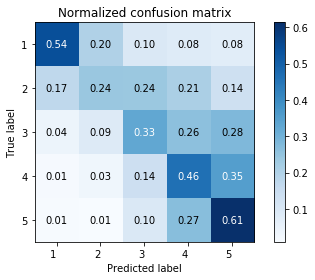 Normalized confusion matrix
1 0.54 0.20 0.10 0.08 0.08
2 0.17 0.24 0.24 0.21 0.14
3 0.04 0.09 0.33 0.26 0.28
4 0.01 0.03 0.14 0.46 0.35
5 0.01 0.01 0.10 0.27 0.61
1 2 3 4 5
True label
Predicted label
0.6
0.5
0.4
0.3
0.2
0.1